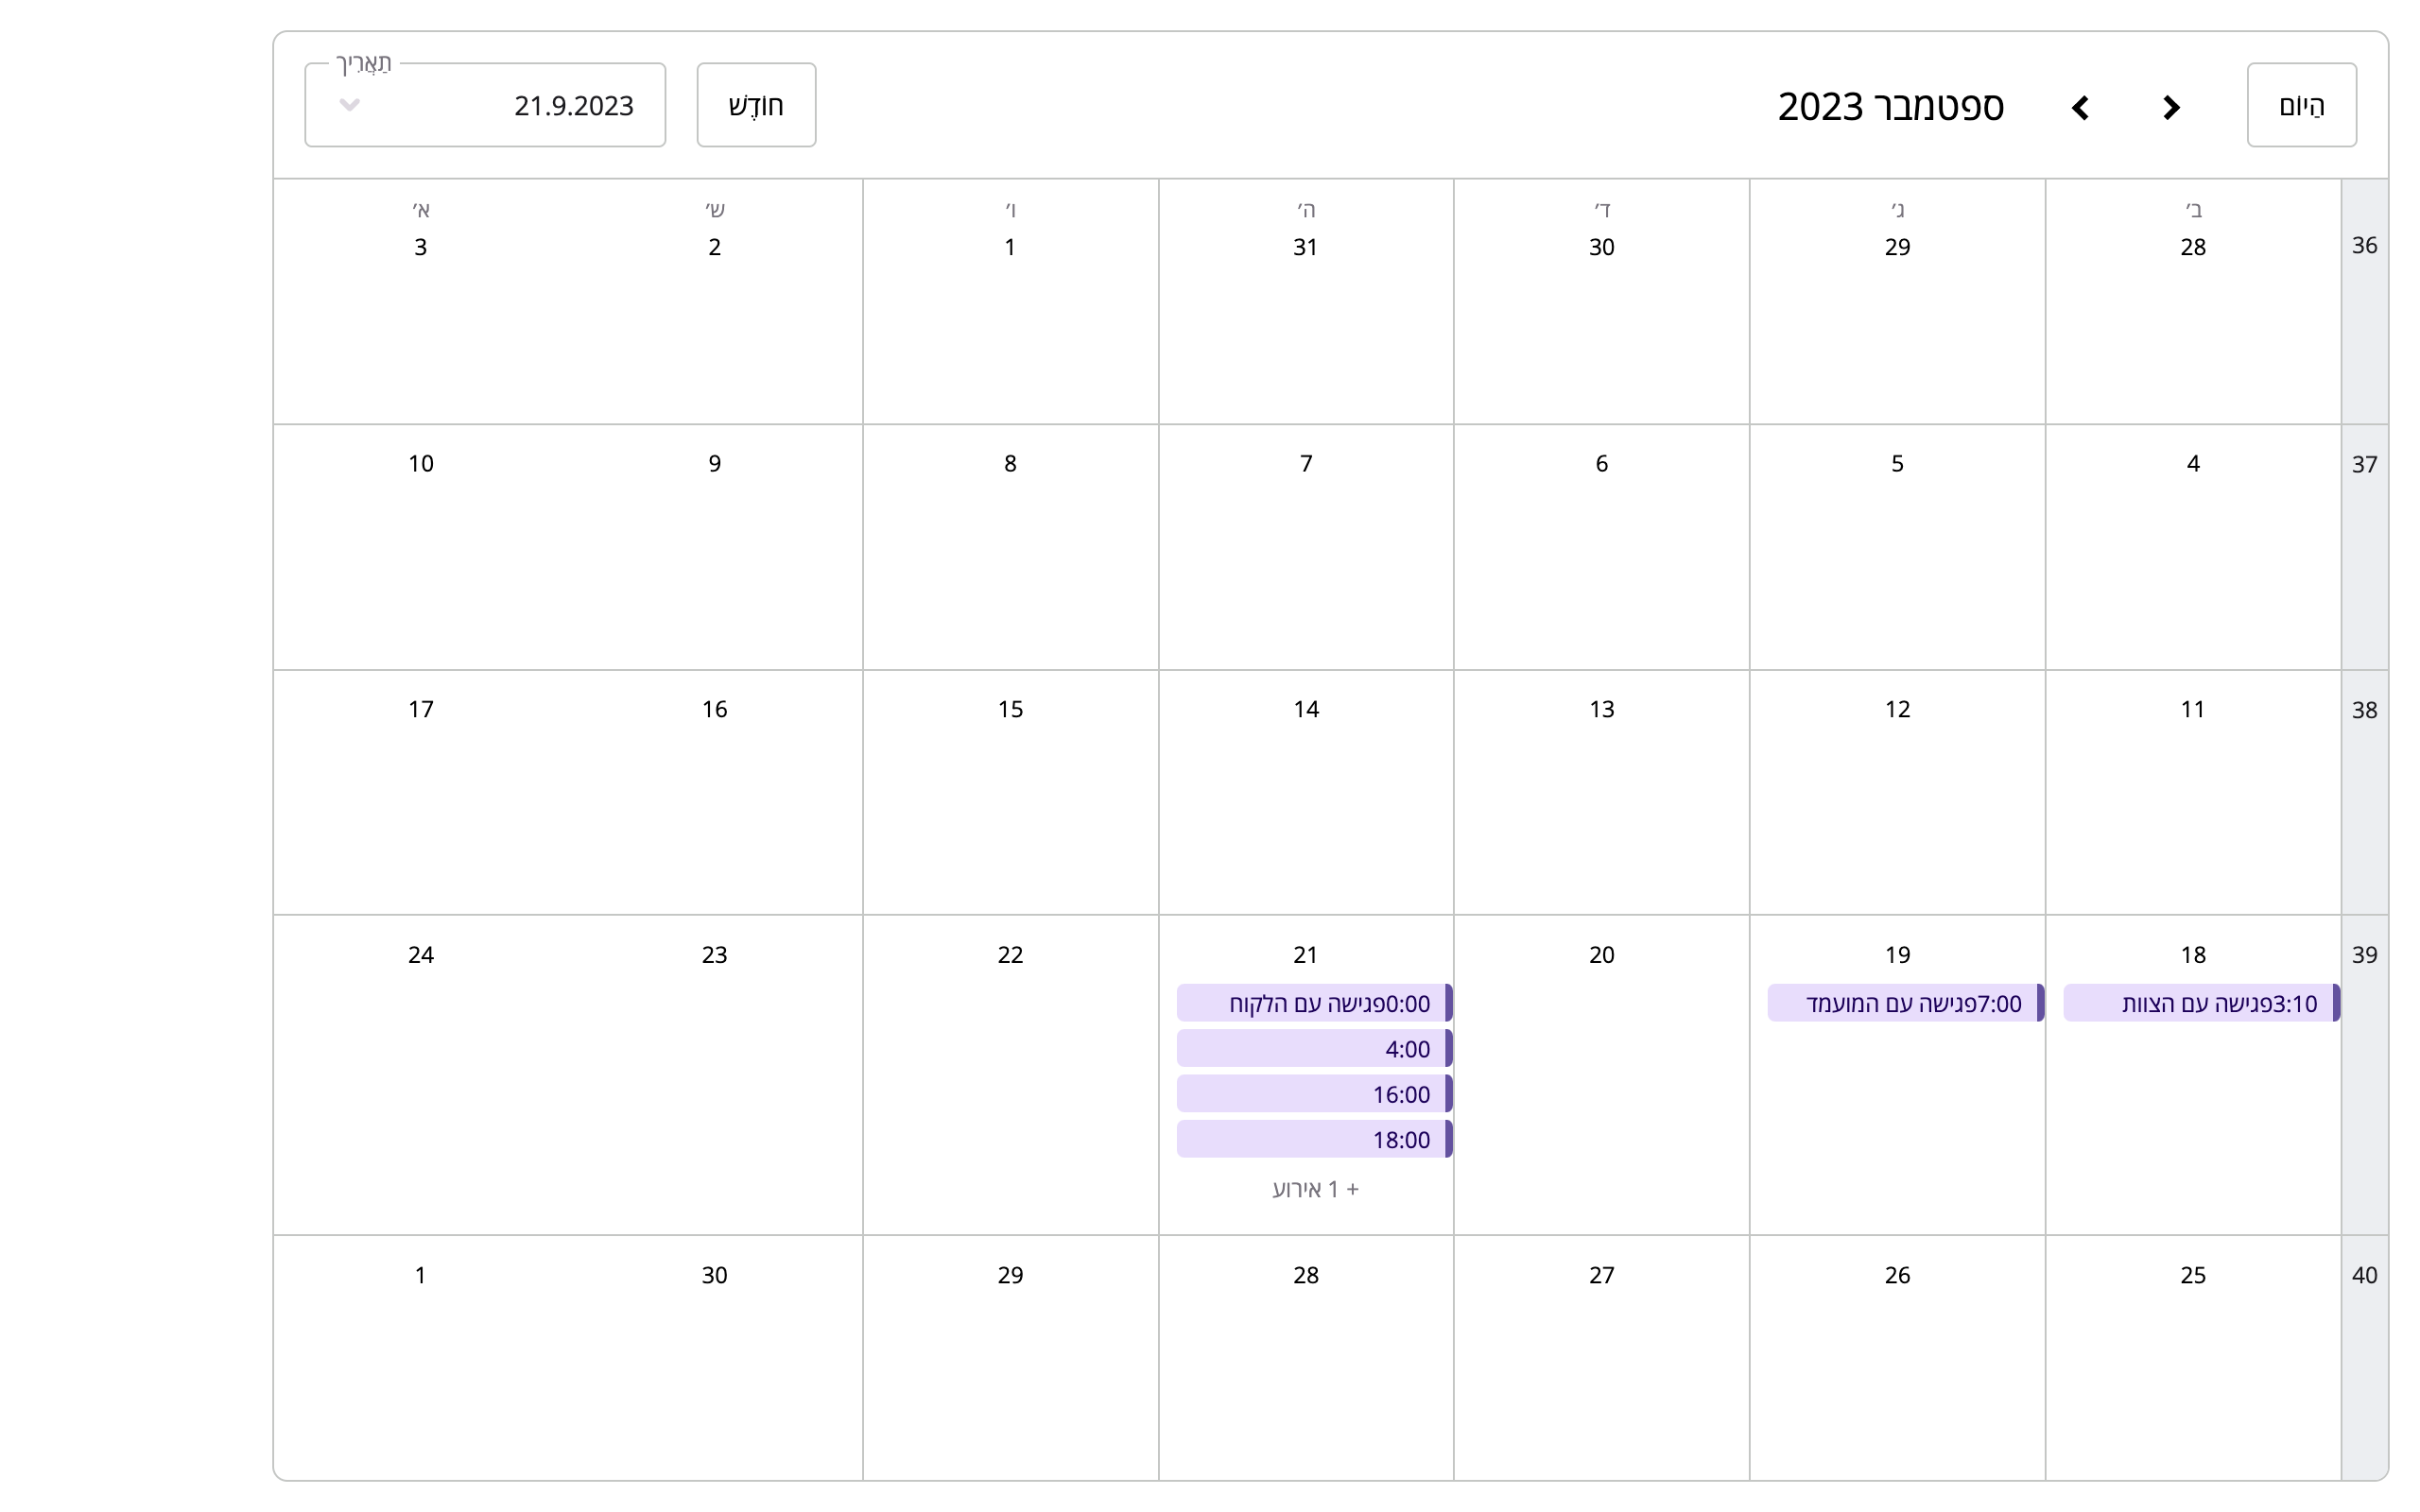 הַיּוֹם
ספטמבר 2023
חוֹדֶשׁ
תַאֲרִיך
21.9.2023
ב׳ ג׳ ד׳ ה׳ ו׳ ש׳ א׳
36 28 29 30 31 1 2 3
37 4 5 6 7 8 9 10
38 11 12 13 14 15 16 17
39 18 19 20 21 22 23 24
3:10פגישה עם הצוות
7:00פגישה עם המועמד
0:00פגישה עם הלקוח
4:00
16:00
18:00
+ 1 אירוע
40 25 26 27 28 29 30 1